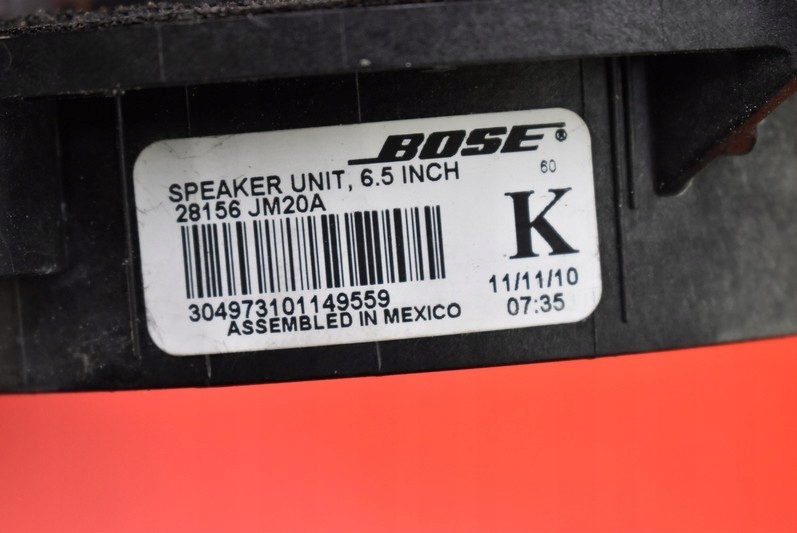 BOSE®
60
SPEAKER UNIT, 6.5 INCH
28156 JM20A
K
304973101149559
11/11/10
ASSEMBLED IN MEXICO
07:35